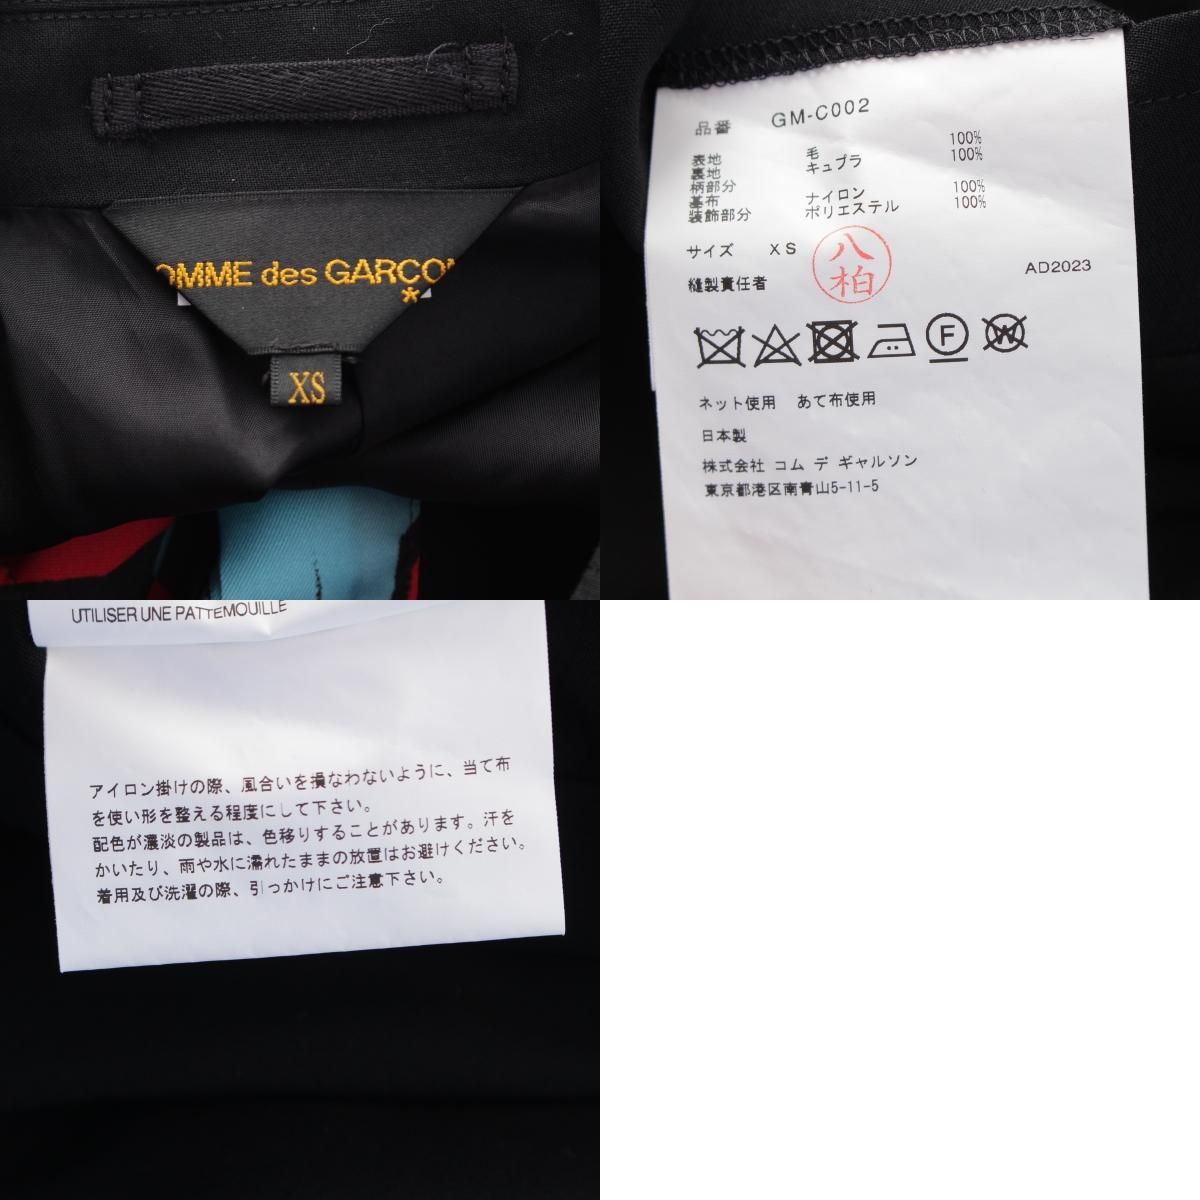 OMME des GARÇO
*
XS
品番 GM-C002
表地 毛 100%
裏地 キュプラ 100%
柄部分
基布 ナイロン 100%
装飾部分 ポリエステル 100%
サイズ XS
八
柏
縫製責任者
AD2023
F
W
ネット使用 あて布使用
日本製
株式会社 コム デ ギャルソン
東京都港区南青山5-11-5
UTILISER UNE PATTEMOUILLE
アイロン掛けの際、風合いを損なわないように、当て布
を使い形を整える程度にして下さい。
配色が濃淡の製品は、色移りすることがあります。汗を
かいたり、雨や水に濡れたままの放置はお避けください。
着用及び洗濯の際、引っかけにご注意下さい。